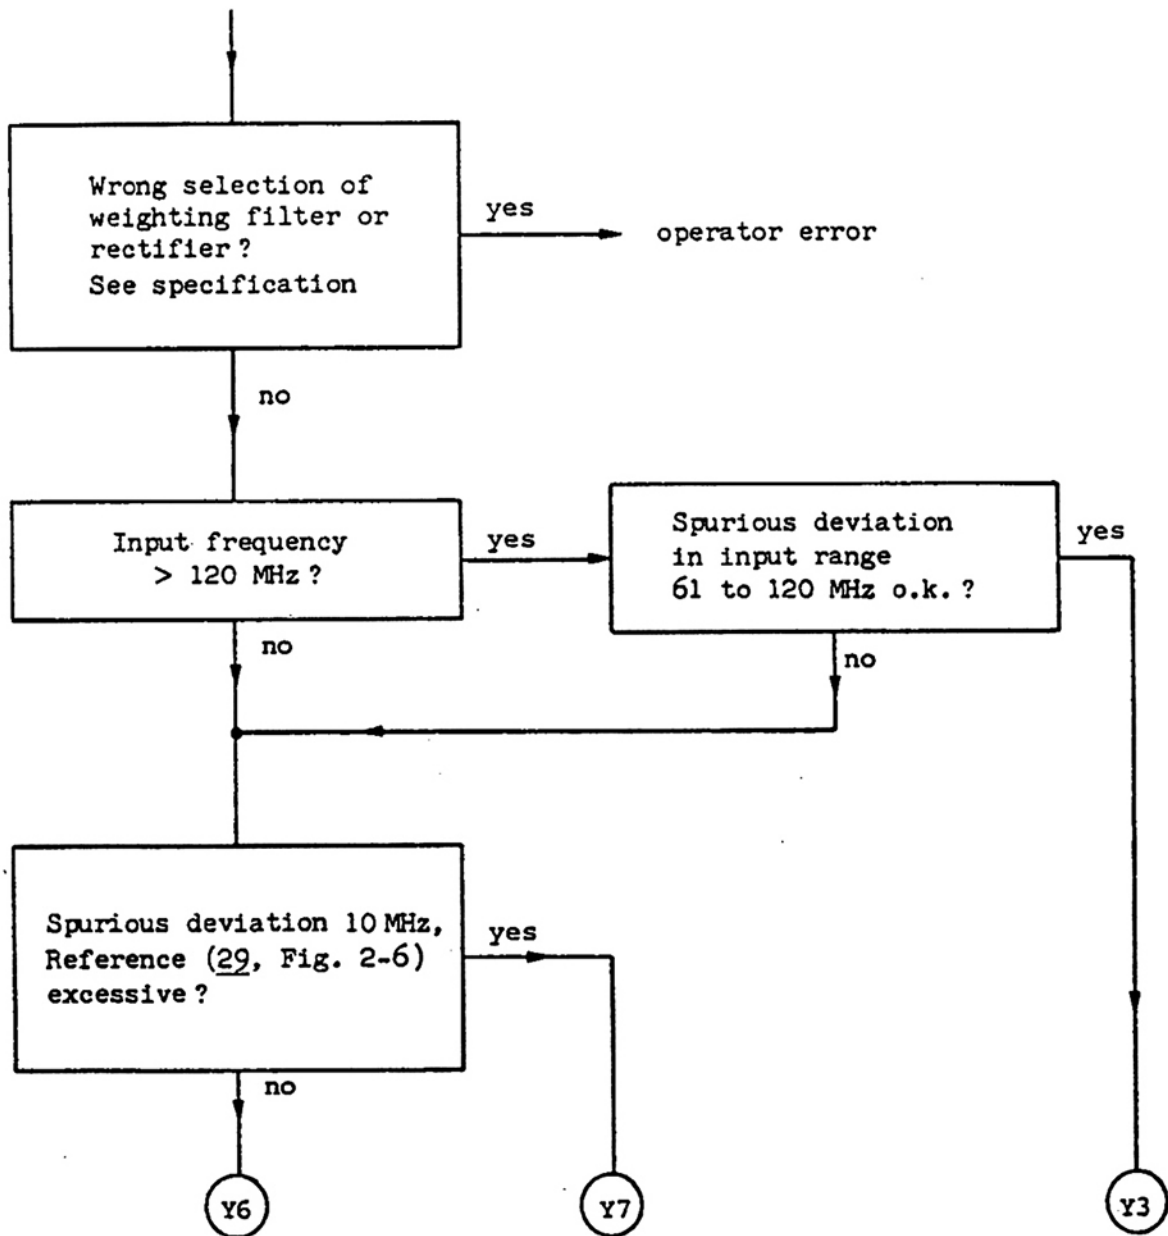 Wrong selection of
weighting filter or
rectifier?
See specification
yes
operator error
no
Input frequency
> 120 MHz?
yes
Spurious deviation
in input range
61 to 120 MHz o.k.?
yes
no
no
Spurious deviation 10 MHz,
Reference (29, Fig. 2-6)
excessive?
yes
no
Y6
Y7
Y3